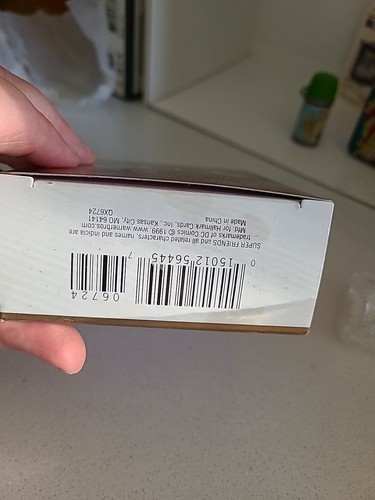 SUPER FRIENDS and all related characters, names and indicia are
trademarks of DC Comics © 1999. www.warnerbros.com
Mfd. for Hallmark Cards, Inc., Kansas City, MO 64141
Made in China QX6724
0 15012 56445 7
06724